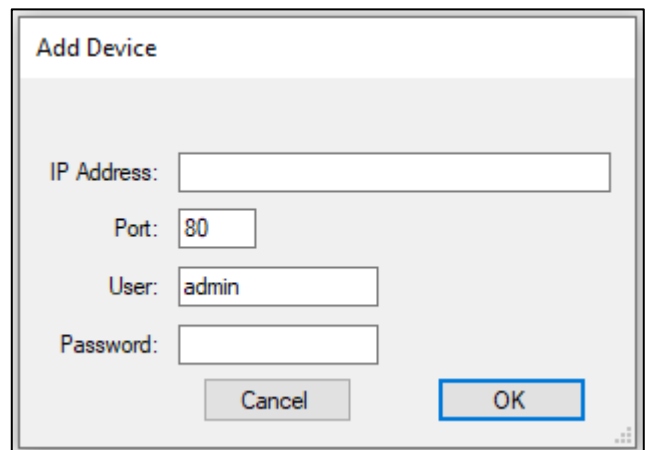 Add Device
IP Address:
Port: 80
User: admin
Password:
Cancel OK